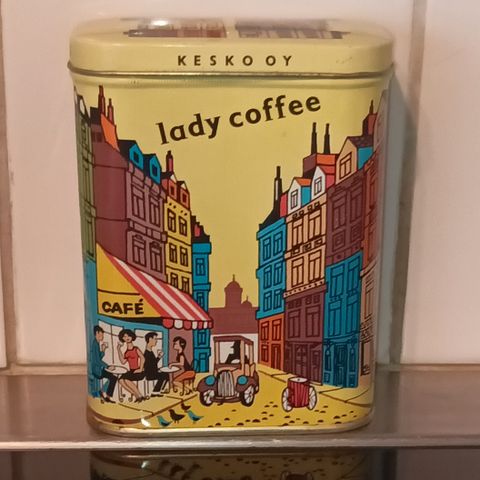 KESKO OY
lady coffee
CAFÉ